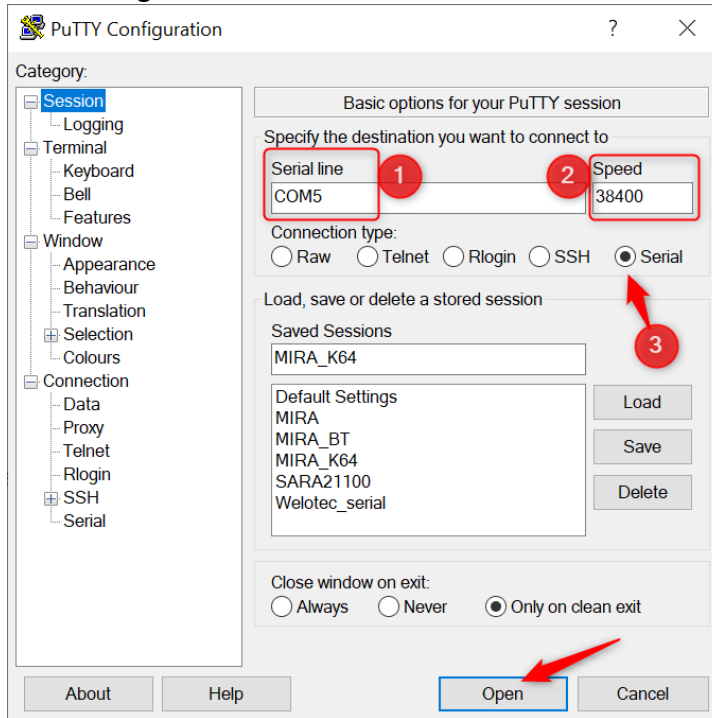 PuTTY Configuration ?
Category:
Session
Logging
Terminal
Keyboard
Bell
Features
Window
Appearance
Behaviour
Translation
Selection
Colours
Connection
Data
Proxy
Telnet
Rlogin
SSH
Serial
Basic options for your PuTTY session
Specify the destination you want to connect to
Serial line 1 2 Speed
COM5 38400
Connection type:
Raw Telnet Rlogin SSH Serial
3
Load, save or delete a stored session
Saved Sessions
MIRA_K64
Default Settings
MIRA
MIRA_BT
MIRA_K64
SARA21100
Welotec_serial
Load
Save
Delete
Close window on exit:
Always Never Only on clean exit
About Help Open Cancel